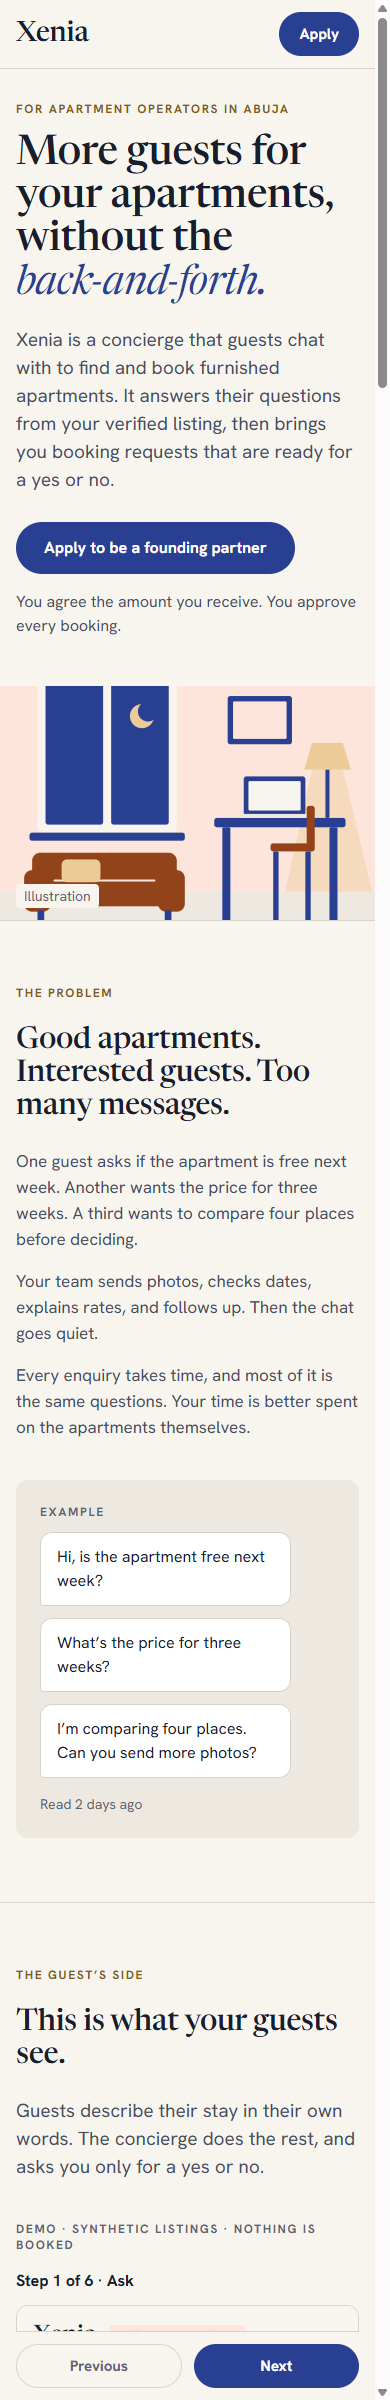 Xenia
Apply
FOR APARTMENT OPERATORS IN ABUJA
More guests for
your apartments,
without the
back-and-forth.
Xenia is a concierge that guests chat
with to find and book furnished
apartments. It answers their questions
from your verified listing, then brings
you booking requests that are ready for
a yes or no.
Apply to be a founding partner
You agree the amount you receive. You approve
every booking.
Illustration
THE PROBLEM
Good apartments.
Interested guests. Too
many messages.
One guest asks if the apartment is free next
week. Another wants the price for three
weeks. A third wants to compare four places
before deciding.
Your team sends photos, checks dates,
explains rates, and follows up. Then the chat
goes quiet.
Every enquiry takes time, and most of it is
the same questions. Your time is better spent
on the apartments themselves.
EXAMPLE
Hi, is the apartment free next
week?
What’s the price for three
weeks?
I’m comparing four places.
Can you send more photos?
Read 2 days ago
THE GUEST’S SIDE
This is what your guests
see.
Guests describe their stay in their own
words. The concierge does the rest, and
asks you only for a yes or no.
DEMO · SYNTHETIC LISTINGS · NOTHING IS
BOOKED
Step 1 of 6 · Ask
Xenia
Previous
Next